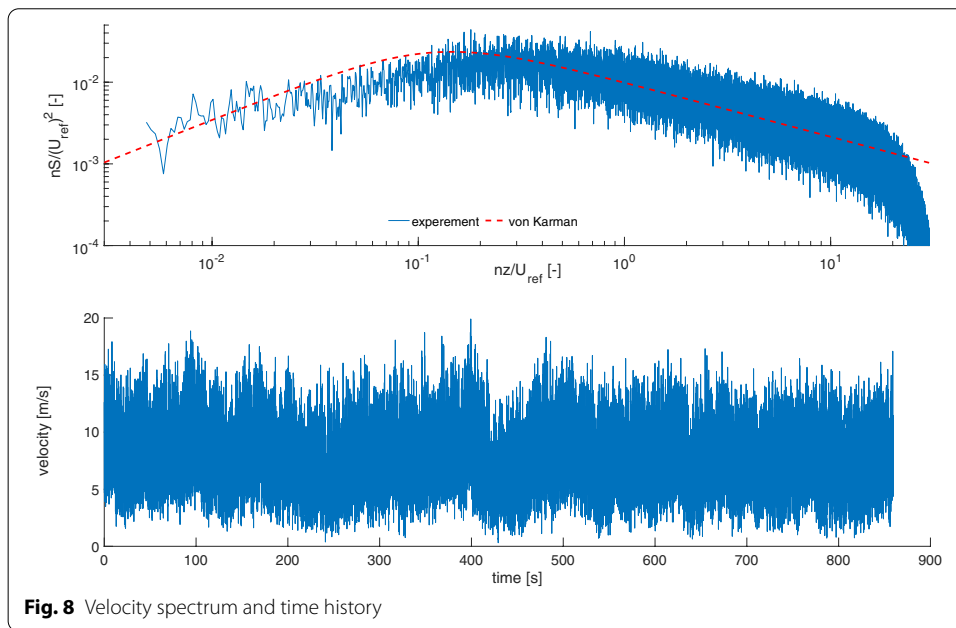 nS/(U_ref)^2 [-]
10^-2
10^-3
10^-4
experement
von Karman
10^-2 10^-1 10^0 10^1
nz/U_ref [-]
velocity [m/s]
20
15
10
5
0
0 100 200 300 400 500 600 700 800 900
time [s]
Fig. 8 Velocity spectrum and time history